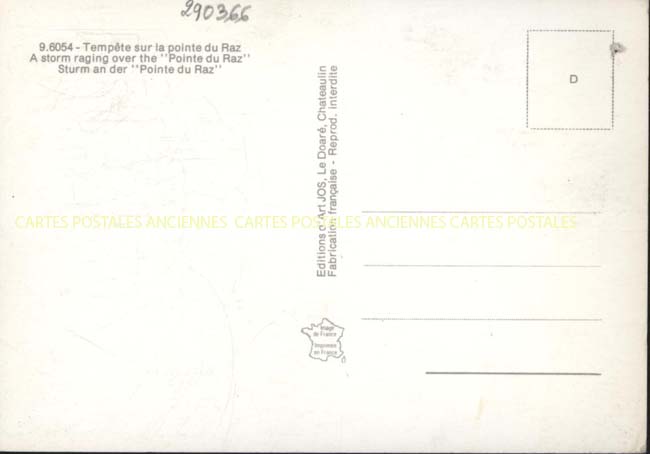 290366
9.6054 - Tempête sur la pointe du Raz
A storm raging over the ''Pointe du Raz''
Sturm an der ''Pointe du Raz''
D
Editions d'Art JOS, Le Doaré, Chateaulin
Fabrication française - Reprod. interdite
CARTES POSTALES ANCIENNES CARTES POSTALES ANCIENNES CARTES POSTALES
Image
de France
Imprimée
en France